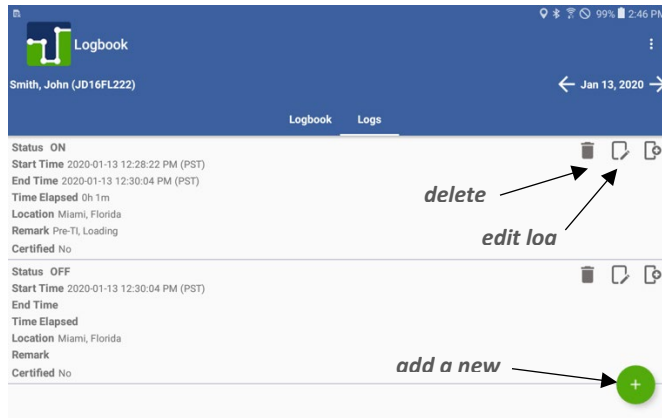 99% 2:46 PM
Logbook
Smith, John (JD16FL222)
Jan 13, 2020
Logbook Logs
Status ON
Start Time 2020-01-13 12:28:22 PM (PST)
End Time 2020-01-13 12:30:04 PM (PST)
Time Elapsed 0h 1m
Location Miami, Florida
Remark Pre-TI, Loading
Certified No
delete
edit log
Status OFF
Start Time 2020-01-13 12:30:04 PM (PST)
End Time
Time Elapsed
Location Miami, Florida
Remark
Certified No
add a new